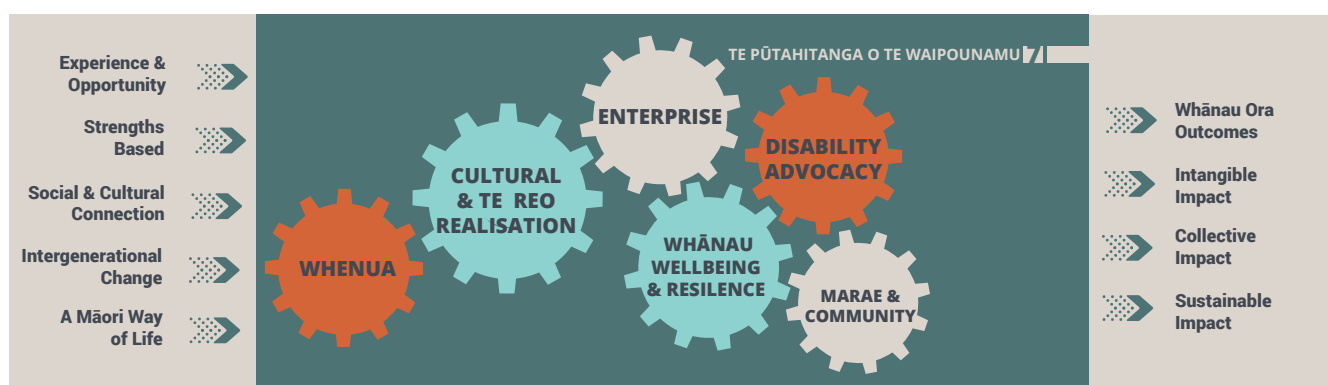 Experience &
Opportunity
Strengths
Based
Social & Cultural
Connection
Intergenerational
Change
A Māori Way
of Life
TE PŪTAHITANGA O TE WAIPOUNAMU 7
WHENUA
CULTURAL
& TE REO
REALISATION
ENTERPRISE
DISABILITY
ADVOCACY
WHĀNAU
WELLBEING
& RESILENCE
MARAE &
COMMUNITY
Whānau Ora
Outcomes
Intangible
Impact
Collective
Impact
Sustainable
Impact